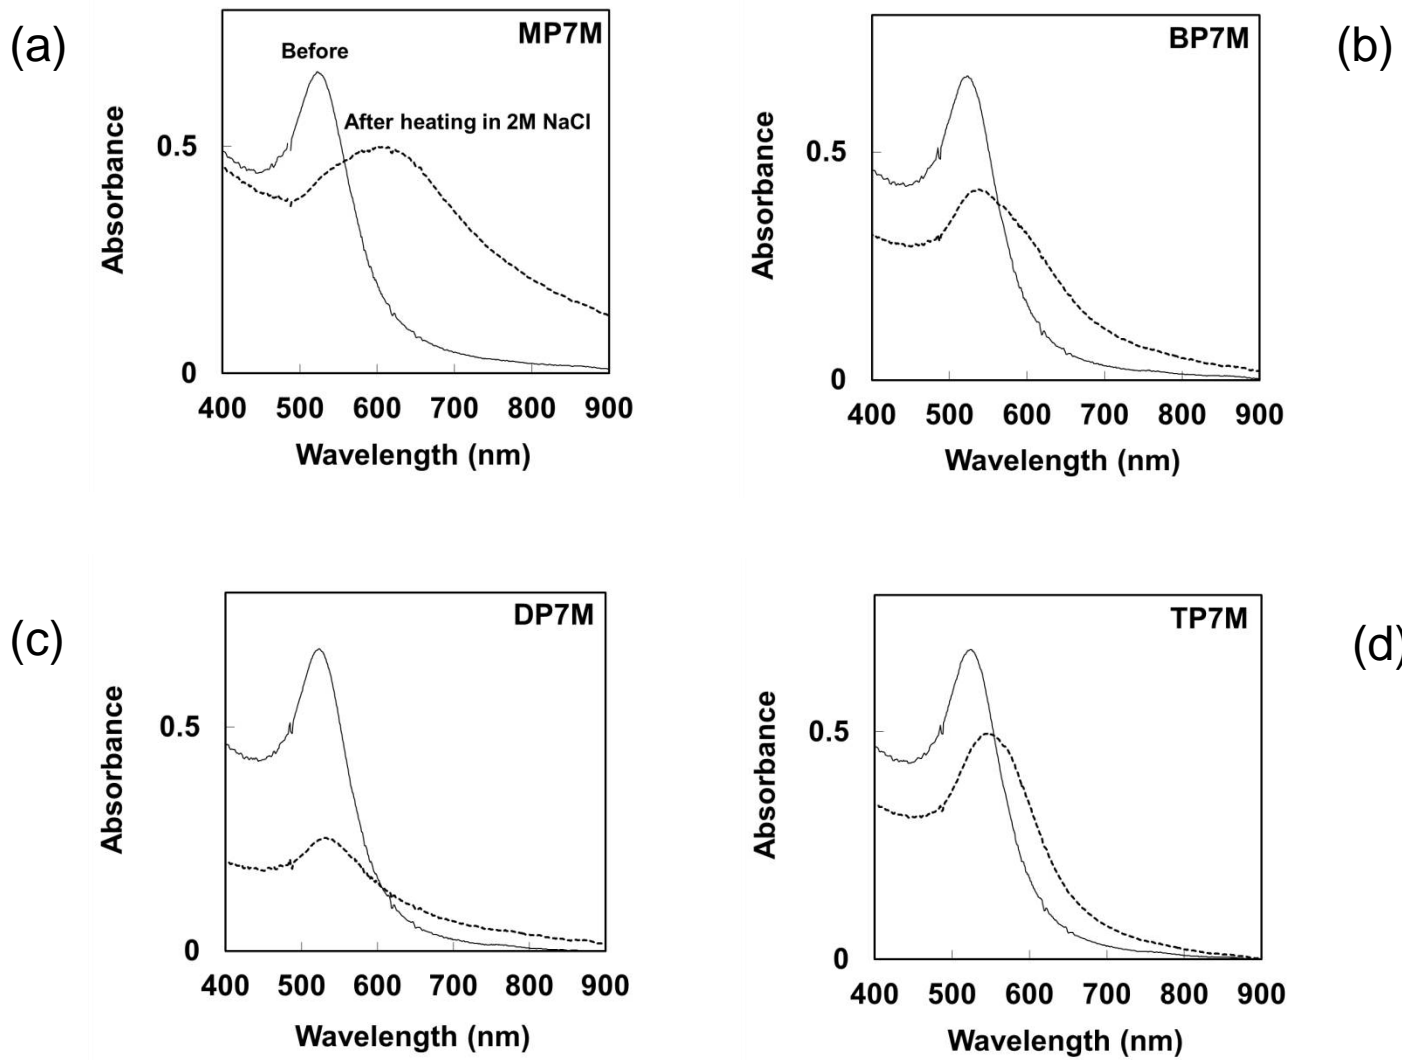 (a)
MP7M
Before
After heating in 2M NaCl
Absorbance
0.5
0
400 500 600 700 800 900
Wavelength (nm)
(b)
BP7M
Absorbance
0.5
0
400 500 600 700 800 900
Wavelength (nm)
(c)
DP7M
Absorbance
0.5
0
400 500 600 700 800 900
Wavelength (nm)
(d)
TP7M
Absorbance
0.5
0
400 500 600 700 800 900
Wavelength (nm)